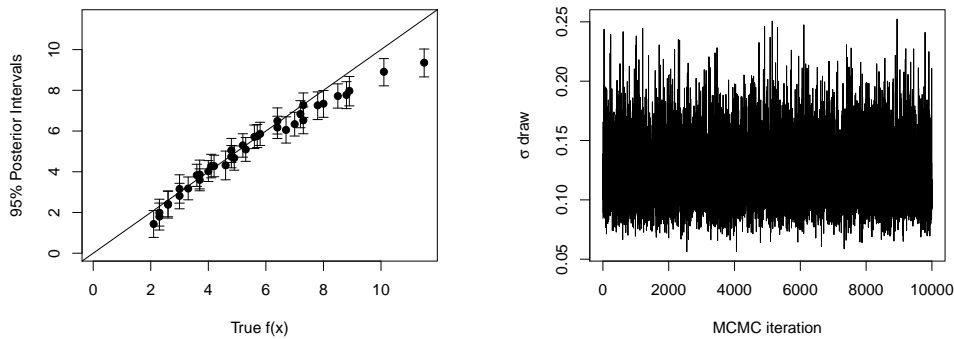 95% Posterior Intervals
10
8
6
4
2
0
0 2 4 6 8 10
True f(x)
σ draw
0.25
0.20
0.15
0.10
0.05
0 2000 4000 6000 8000 10000
MCMC iteration